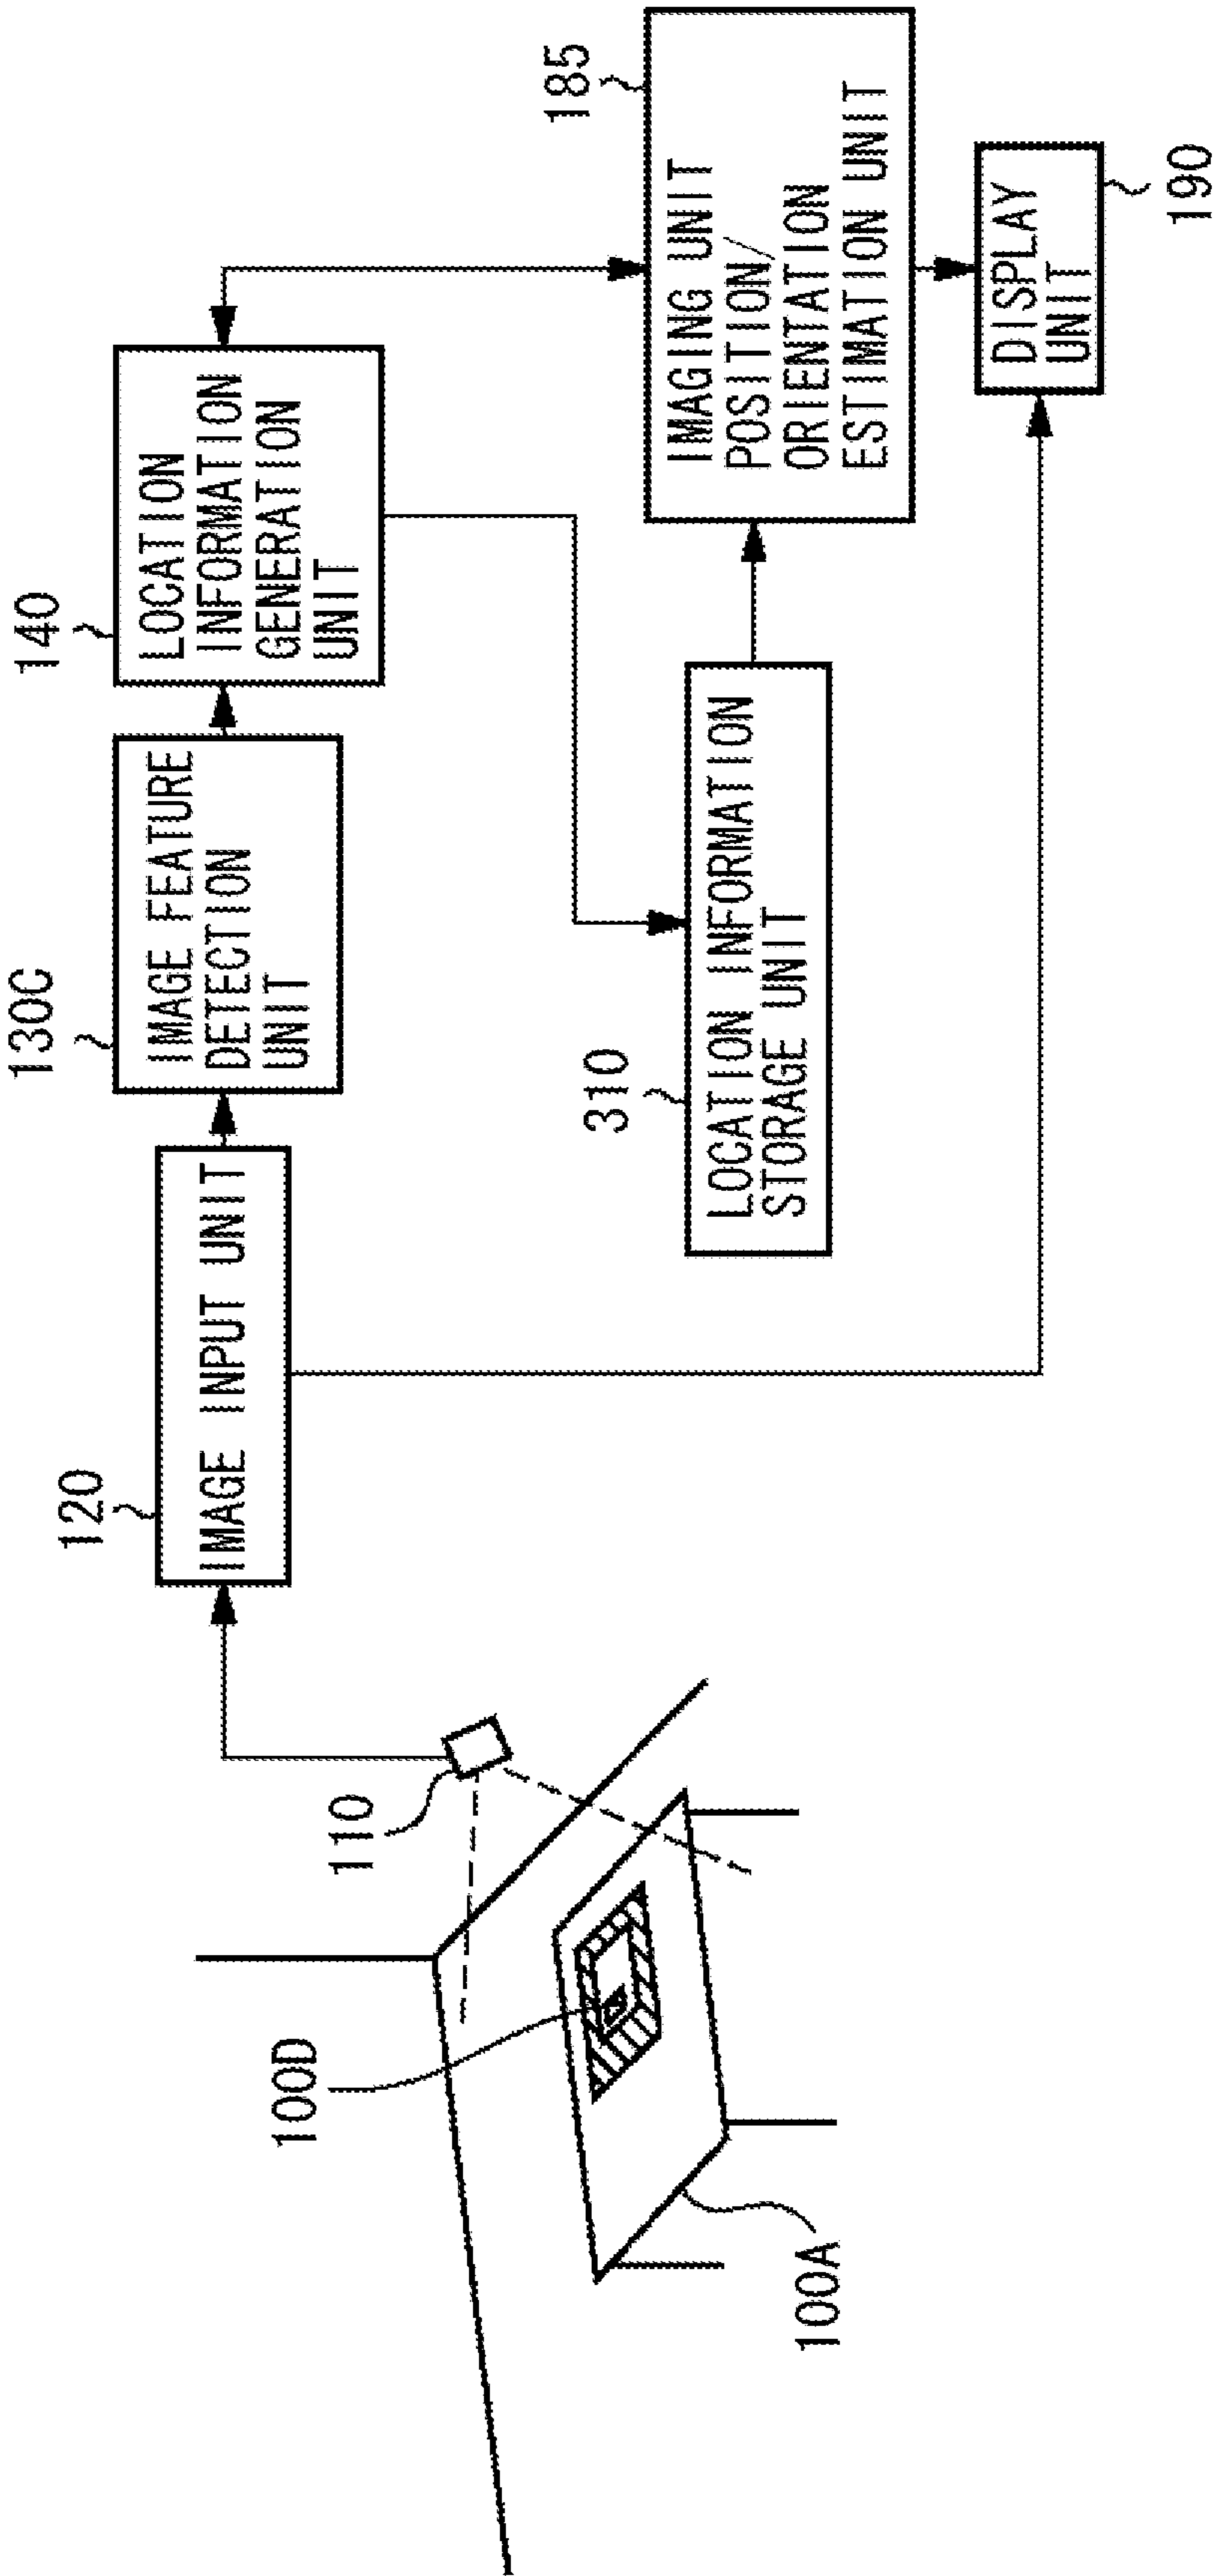 120
IMAGE INPUT UNIT
130C
IMAGE FEATURE
DETECTION
UNIT
140
LOCATION
INFORMATION
GENERATION
UNIT
110
100D
100A
310
LOCATION INFORMATION
STORAGE UNIT
185
IMAGING UNIT
POSITION/
ORIENTATION
ESTIMATION UNIT
DISPLAY
UNIT
190